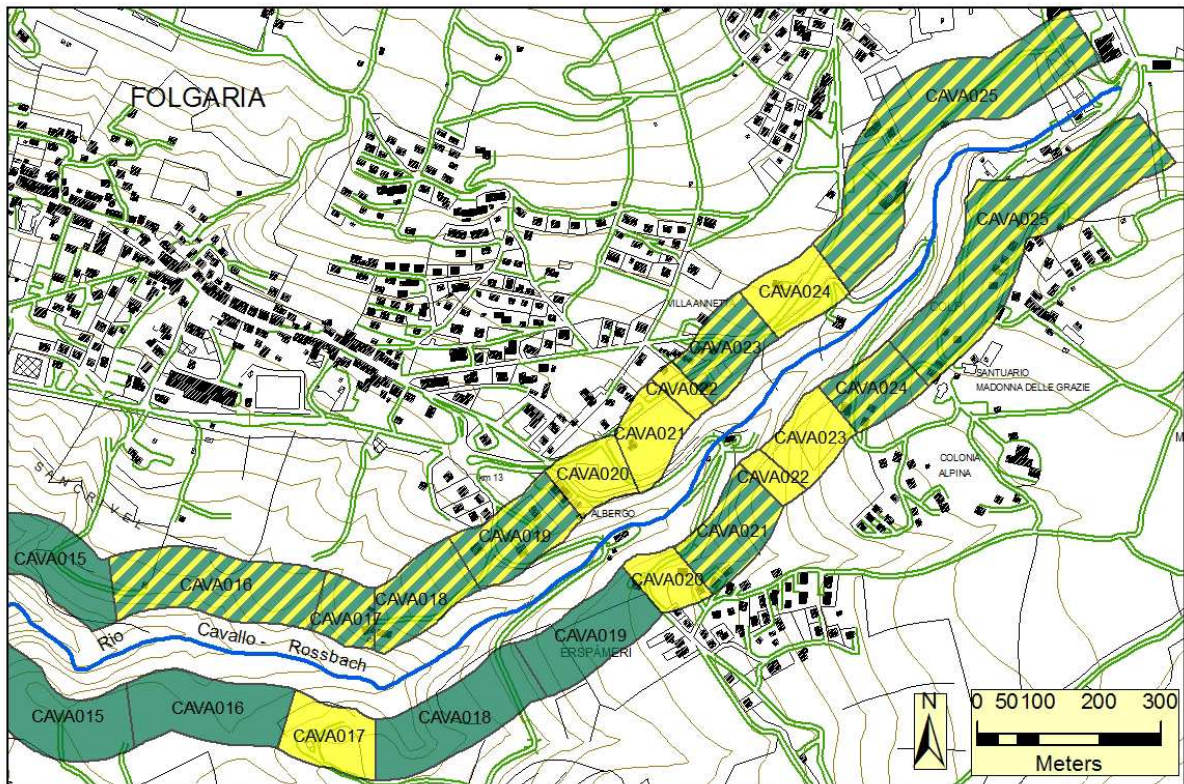 FOLGARIA
CAVA025
CAVA025
CAVA024
CAVA023
CAVA024
SANTUARIO
MADONNA DELLE GRAZIE
CAVA022
CAVA021
CAVA023
COLONIA
ALPINA
CAVA020
km 13
CAVA022
ALBERGO
CAVA019
CAVA021
CAVA015
CAVA016
CAVA018
CAVA017
CAVA020
Rio Cavallo - Rossbach
CAVA019
ERSPAMERI
CAVA015
CAVA016
CAVA018
CAVA017
N
0 50 100 200 300
Meters